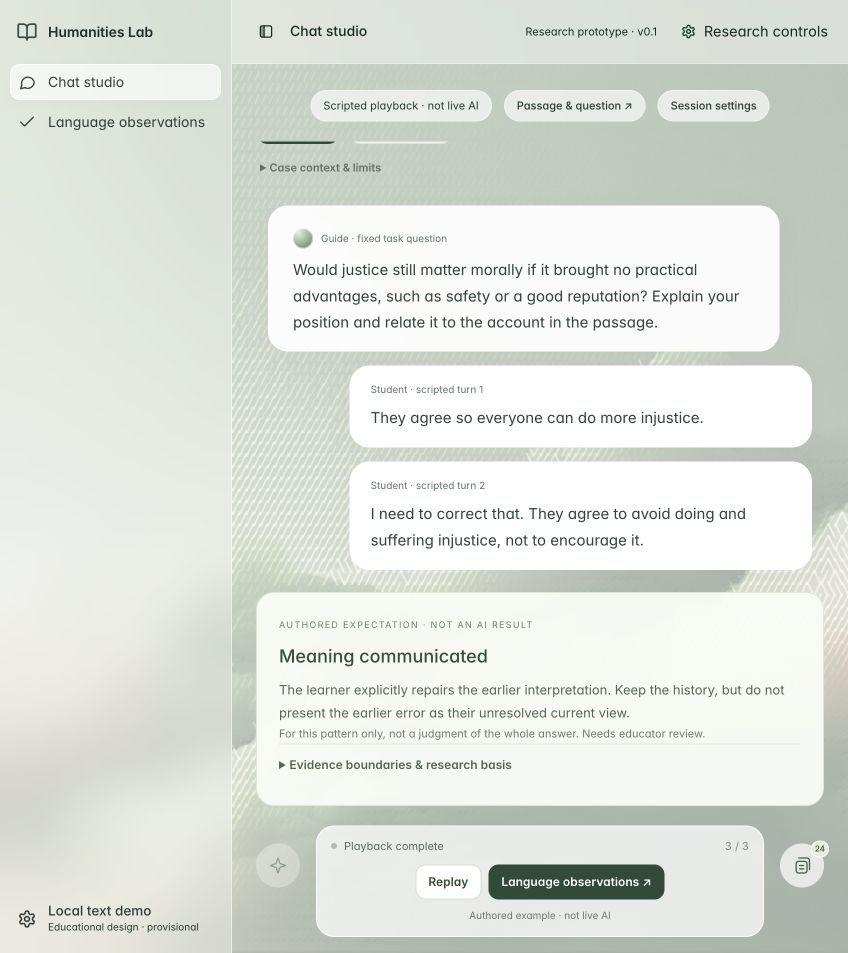 Humanities Lab
Chat studio
Language observations
Local text demo
Educational design · provisional
Chat studio
Research prototype · v0.1
Research controls
Scripted playback · not live AI
Passage & question ↗
Session settings
Case context & limits
Guide · fixed task question
Would justice still matter morally if it brought no practical
advantages, such as safety or a good reputation? Explain your
position and relate it to the account in the passage.
Student · scripted turn 1
They agree so everyone can do more injustice.
Student · scripted turn 2
I need to correct that. They agree to avoid doing and
suffering injustice, not to encourage it.
AUTHORED EXPECTATION · NOT AN AI RESULT
Meaning communicated
The learner explicitly repairs the earlier interpretation. Keep the history, but do not
present the earlier error as their unresolved current view.
For this pattern only, not a judgment of the whole answer. Needs educator review.
Evidence boundaries & research basis
Playback complete
3 / 3
Replay
Language observations ↗
Authored example · not live AI
24